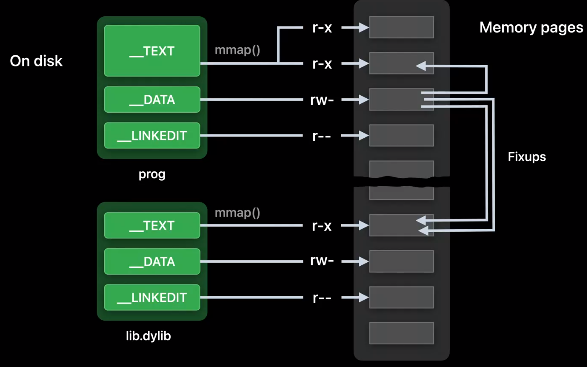 On disk
__TEXT
__DATA
__LINKEDIT
prog
mmap()
r-x
r-x
rw-
r--
Memory pages
Fixups
__TEXT
__DATA
__LINKEDIT
lib.dylib
mmap()
r-x
rw-
r--